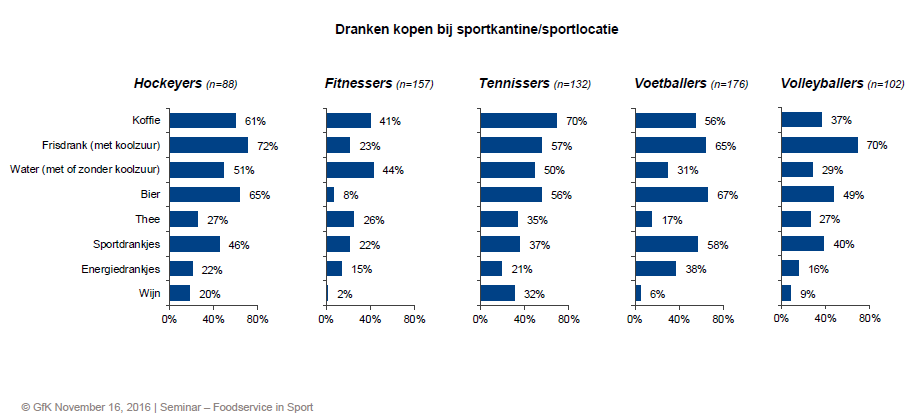 Dranken kopen bij sportkantine/sportlocatie
Hockeyers (n=88) Fitnessers (n=157) Tennissers (n=132) Voetballers (n=176) Volleyballers (n=102)
Koffie 61% 41% 70% 56% 37%
Frisdrank (met koolzuur) 72% 23% 57% 65% 70%
Water (met of zonder koolzuur) 51% 44% 50% 31% 29%
Bier 65% 8% 56% 67% 49%
Thee 27% 26% 35% 17% 27%
Sportdrankjes 46% 22% 37% 58% 40%
Energiedrankjes 22% 15% 21% 38% 16%
Wijn 20% 2% 32% 6% 9%
0% 40% 80% 0% 40% 80% 0% 40% 80% 0% 40% 80% 0% 40% 80%
© GfK November 16, 2016 | Seminar – Foodservice in Sport